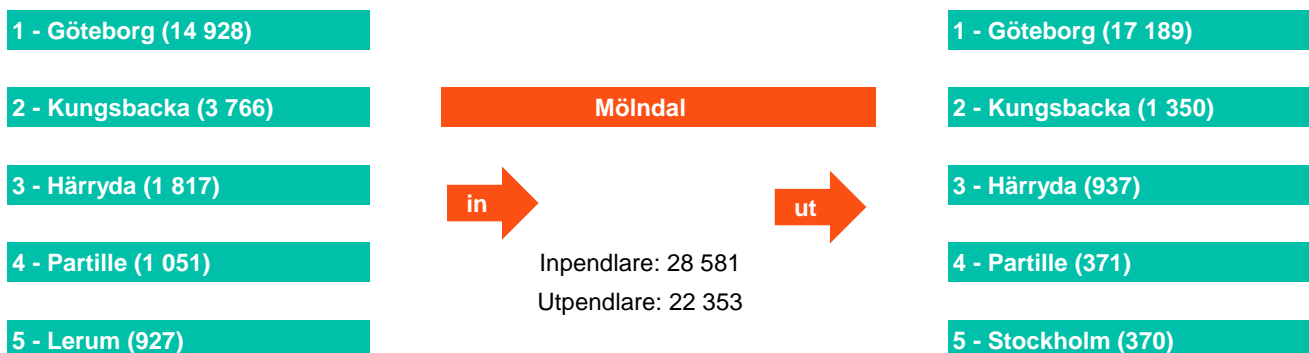 1 - Göteborg (14 928)
2 - Kungsbacka (3 766)
3 - Härryda (1 817)
4 - Partille (1 051)
5 - Lerum (927)
Mölndal
in
ut
Inpendlare: 28 581
Utpendlare: 22 353
1 - Göteborg (17 189)
2 - Kungsbacka (1 350)
3 - Härryda (937)
4 - Partille (371)
5 - Stockholm (370)